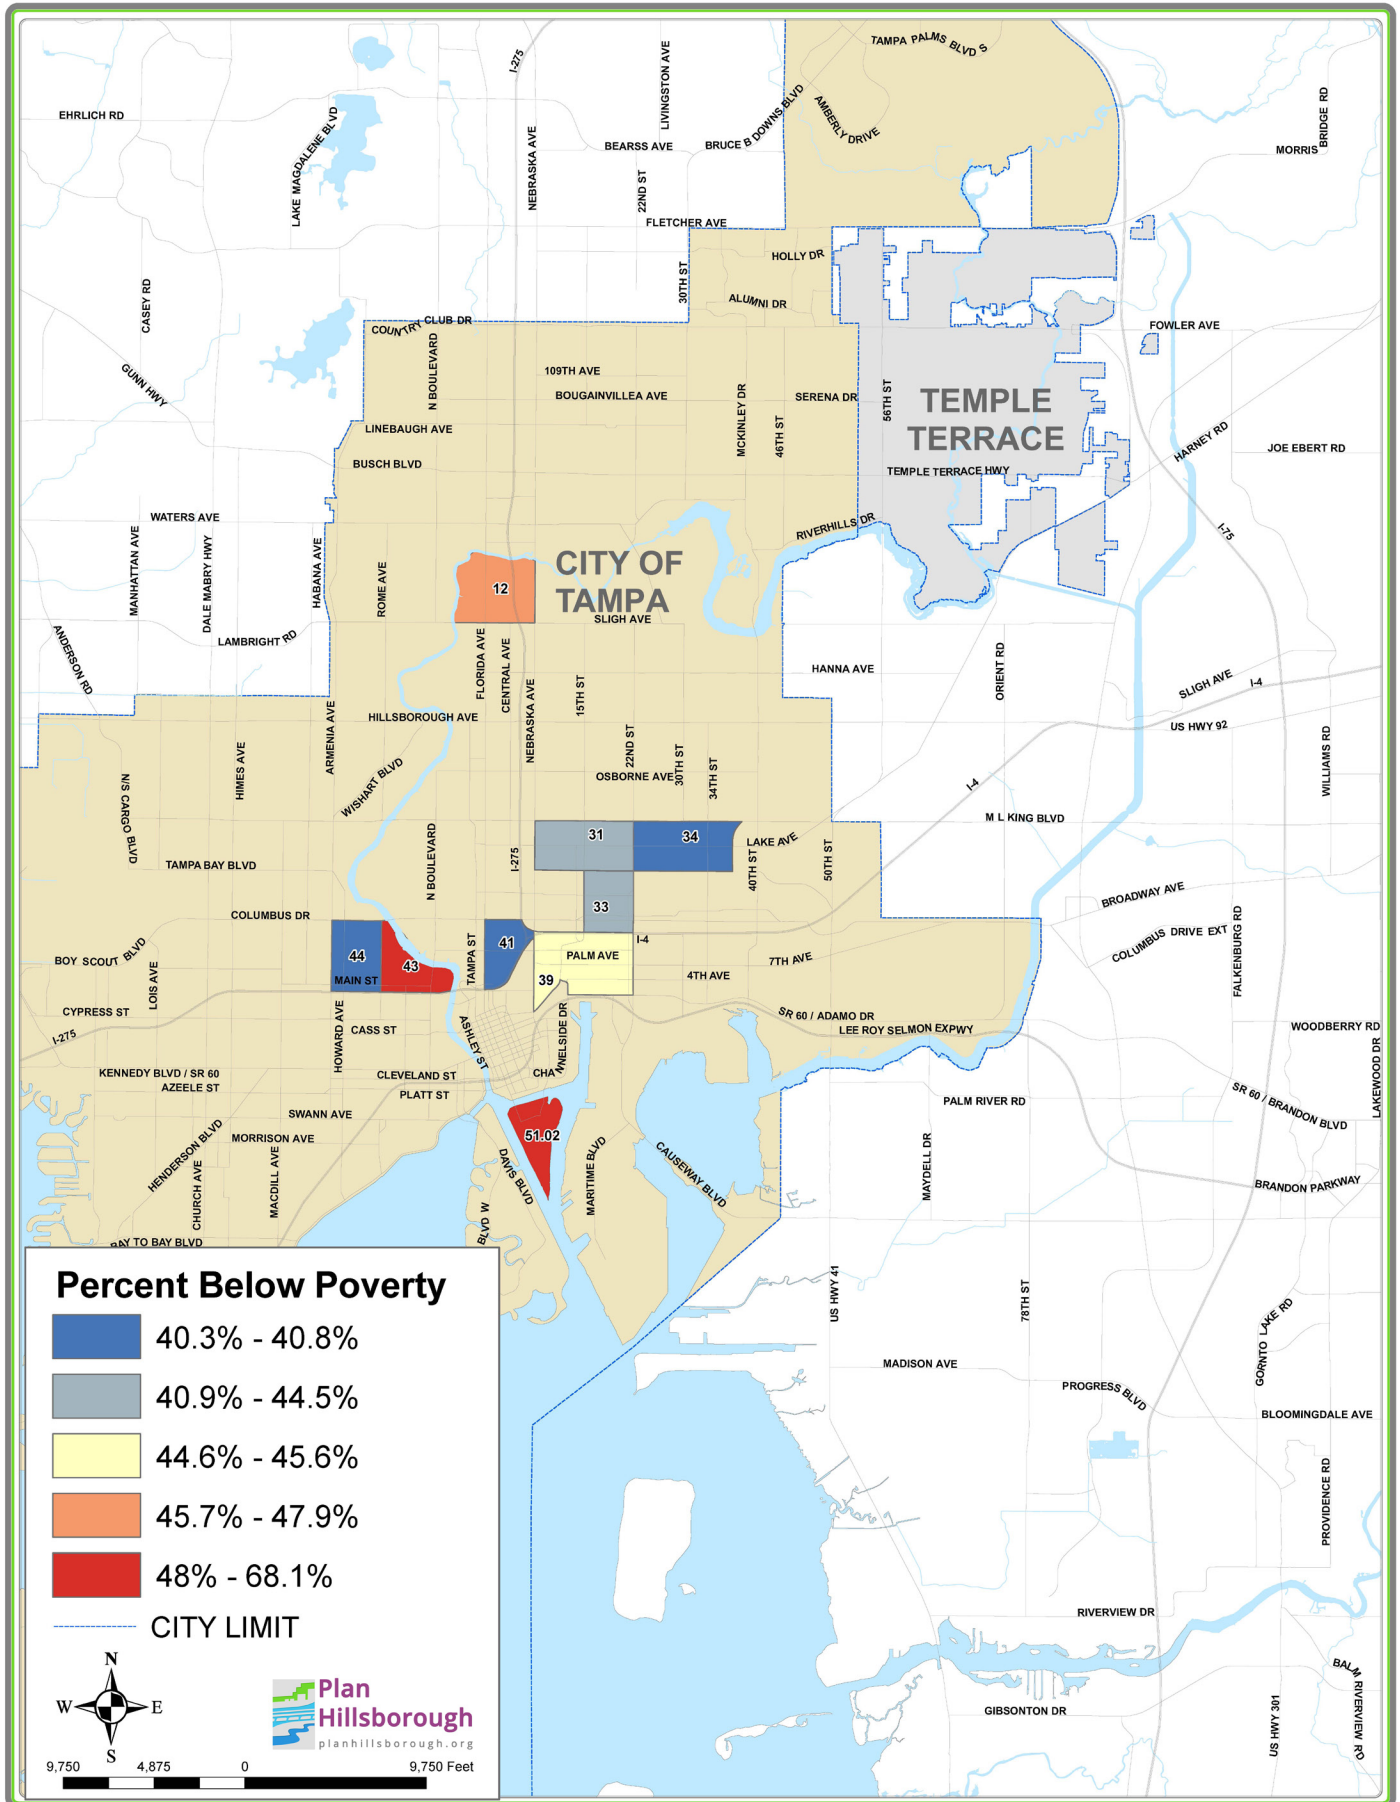 TAMPA PALMS BLVD S
I-275
LIVINGSTON AVE
EHRLICH RD
LAKE MAGDALENE BLVD
NEBRASKA AVE
BEARSS AVE
BRUCE B DOWNS BLVD
AMBERLY DRIVE
MORRIS BRIDGE RD
22ND ST
FLETCHER AVE
HOLLY DR
30TH ST
ALUMNI DR
CASEY RD
COUNTRY CLUB DR
FOWLER AVE
GUNN HWY
N BOULEVARD
109TH AVE
BOUGAINVILLEA AVE
MCKINLEY DR
46TH ST
SERENA DR
56TH ST
TEMPLE
TERRACE
LINEBAUGH AVE
HARNEY RD
JOE EBERT RD
BUSCH BLVD
TEMPLE TERRACE HWY
WATERS AVE
RIVERHILLS DR
I-75
MANHATTAN AVE
DALE MABRY HWY
HABANA AVE
ROME AVE
12
CITY OF
TAMPA
SLIGH AVE
ANDERSON RD
LAMBRIGHT RD
FLORIDA AVE
CENTRAL AVE
HANNA AVE
ORIENT RD
SLIGH AVE
I-4
NEBRASKA AVE
15TH ST
HILLSBOROUGH AVE
US HWY 92
ARMENIA AVE
HIMES AVE
22ND ST
30TH ST
34TH ST
OSBORNE AVE
WILLIAMS RD
N/S CARGO BLVD
WISHART BLVD
I-4
M L KING BLVD
31
34
LAKE AVE
N BOULEVARD
I-275
40TH ST
50TH ST
TAMPA BAY BLVD
BROADWAY AVE
COLUMBUS DR
33
COLUMBUS DRIVE EXT
FALKENBURG RD
BOY SCOUT BLVD
LOIS AVE
44
43
TAMPA ST
41
I-4
PALM AVE
7TH AVE
MAIN ST
39
4TH AVE
CYPRESS ST
I-275
HOWARD AVE
CASS ST
ASHLEY ST
CHANNELSIDE DR
SR 60 / ADAMO DR
LEE ROY SELMON EXPWY
WOODBERRY RD
LAKEWOOD DR
KENNEDY BLVD / SR 60
AZEELE ST
CLEVELAND ST
PLATT ST
SWANN AVE
PALM RIVER RD
SR 60 / BRANDON BLVD
HENDERSON BLVD
MORRISON AVE
51.02
CHURCH AVE
MACDILL AVE
DAVIS BLVD
MARITIME BLVD
CAUSEWAY BLVD
MAYDELL DR
BRANDON PARKWAY
BLVD W
BAY TO BAY BLVD
US HWY 41
78TH ST
GORNTO LAKE RD
MADISON AVE
PROGRESS BLVD
BLOOMINGDALE AVE
PROVIDENCE RD
RIVERVIEW DR
BALM RIVERVIEW RD
GIBSONTON DR
US HWY 301
Percent Below Poverty
40.3% - 40.8%
40.9% - 44.5%
44.6% - 45.6%
45.7% - 47.9%
48% - 68.1%
CITY LIMIT
N
W
E
S
Plan
Hillsborough
planhillsborough.org
9,750
4,875
0
9,750 Feet